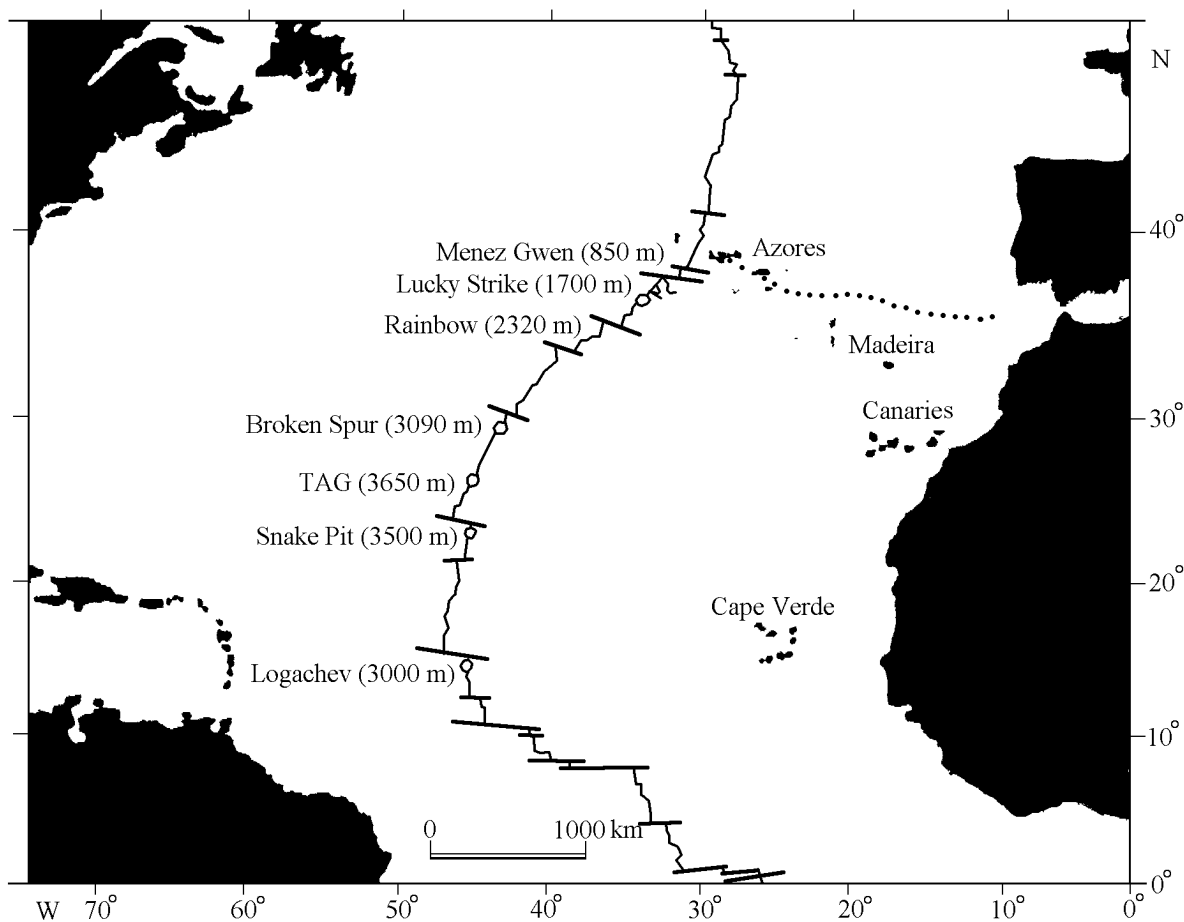 N
40°
Menez Gwen (850 m)
Azores
Lucky Strike (1700 m)
Rainbow (2320 m)
Madeira
Canaries
30°
Broken Spur (3090 m)
TAG (3650 m)
Snake Pit (3500 m)
20°
Cape Verde
Logachev (3000 m)
10°
0 1000 km
0°
W 70° 60° 50° 40° 30° 20° 10° 0°